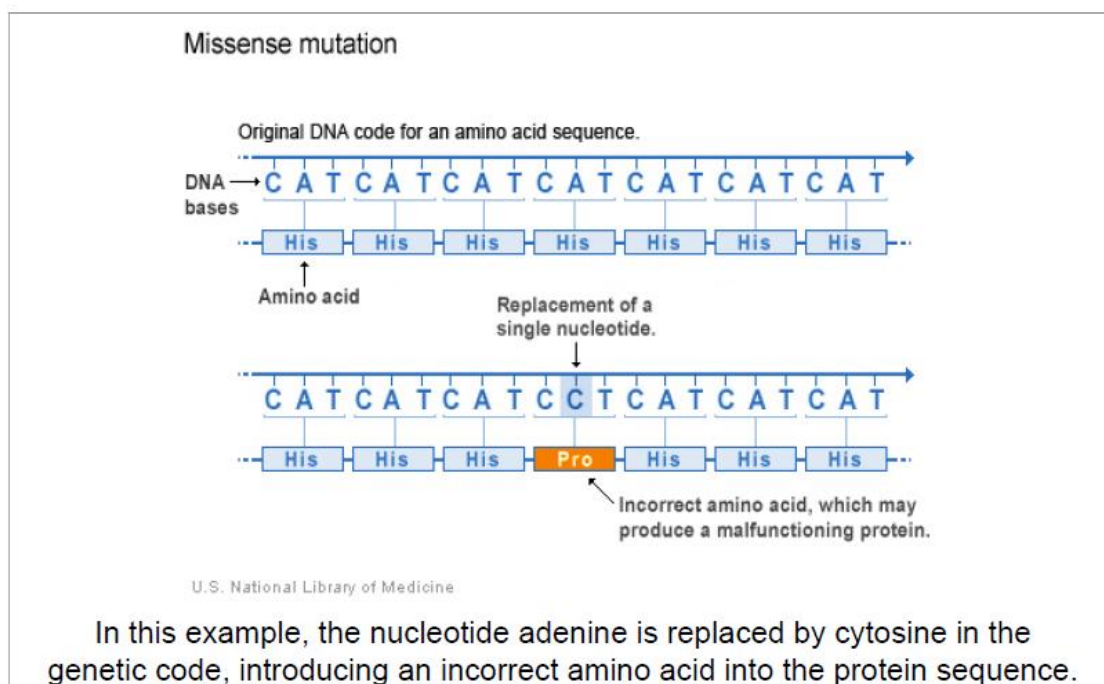 Missense mutation
Original DNA code for an amino acid sequence.
DNA
bases
C A T C A T C A T C A T C A T C A T C A T
His His His His His His His
Amino acid
Replacement of a
single nucleotide.
C A T C A T C A T C C T C A T C A T C A T
His His His Pro His His His
Incorrect amino acid, which may
produce a malfunctioning protein.
U.S. National Library of Medicine
In this example, the nucleotide adenine is replaced by cytosine in the
genetic code, introducing an incorrect amino acid into the protein sequence.